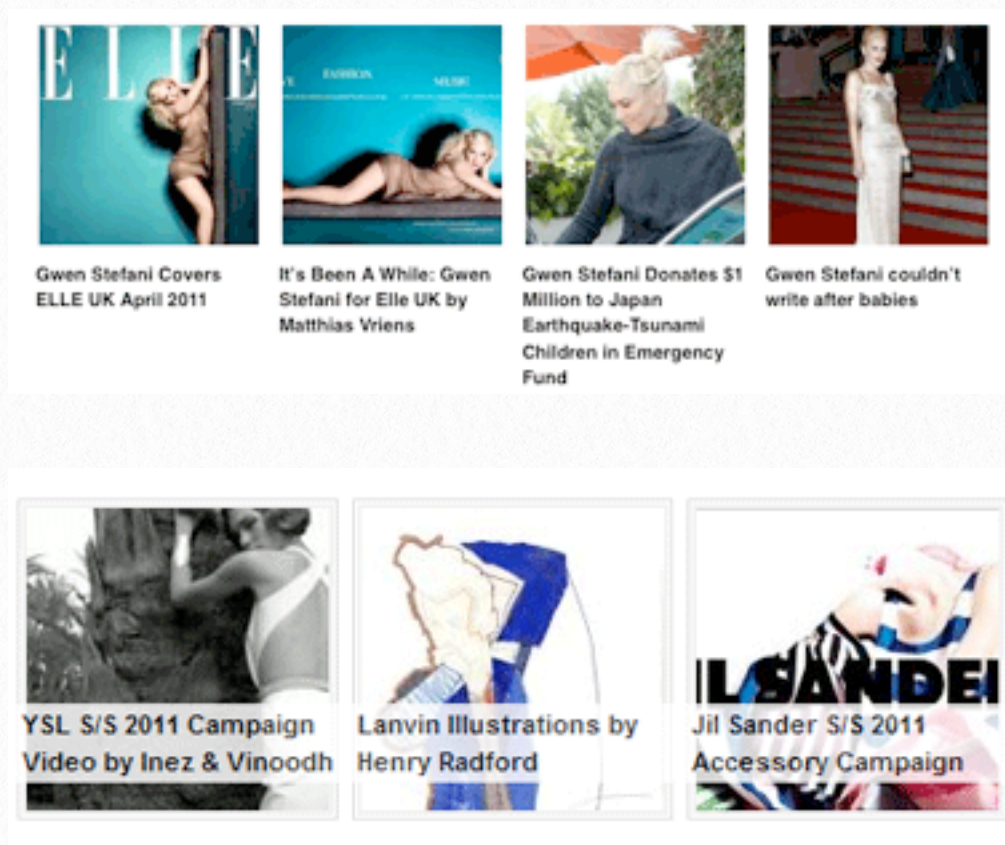 ELLE
FASHION
MUSIC
Gwen Stefani Covers
ELLE UK April 2011
It's Been A While: Gwen
Stefani for Elle UK by
Matthias Vriens
Gwen Stefani Donates $1
Million to Japan
Earthquake-Tsunami
Children in Emergency
Fund
Gwen Stefani couldn't
write after babies
IL SANDE
YSL S/S 2011 Campaign
Video by Inez & Vinoodh
Lanvin Illustrations by
Henry Radford
Jil Sander S/S 2011
Accessory Campaign